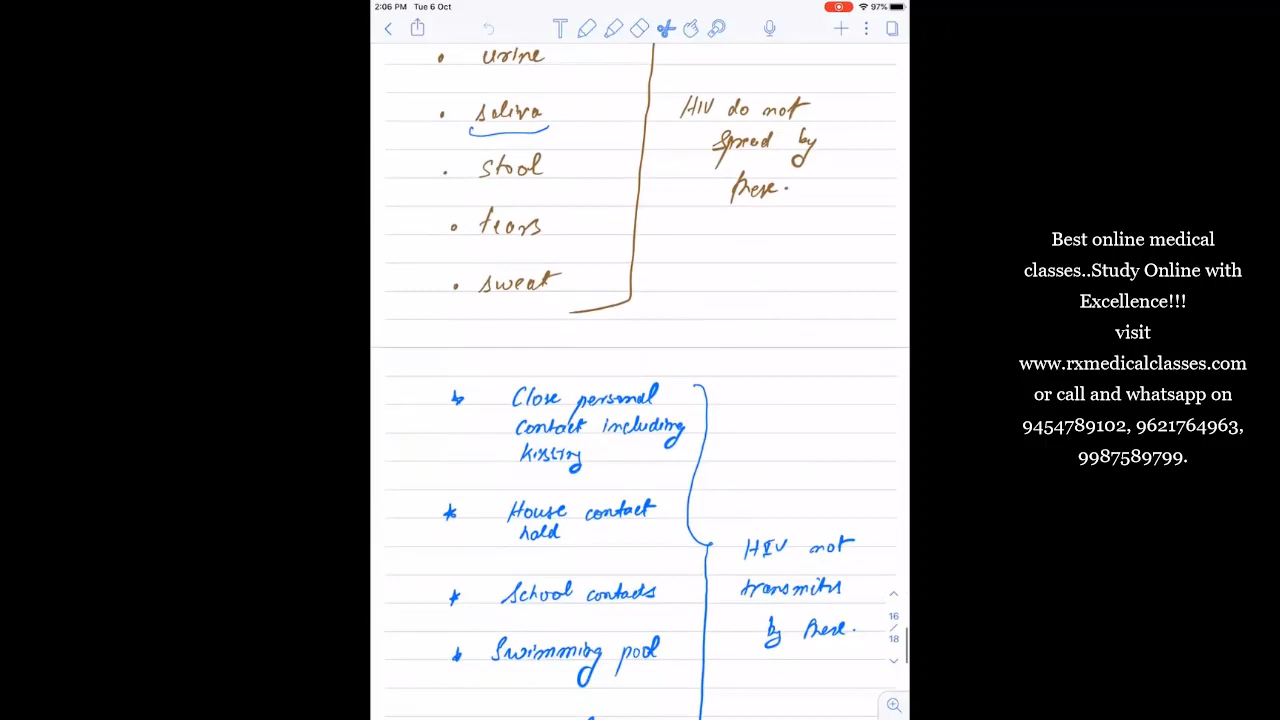 2:06 PM Tue 6 Oct
97%
• urine
• saliva
• stool
• tears
• sweat
HIV do not
spread by
these.
Close personal
contact including
kissing
* House contact
hold
* School contacts
* Swimming pool
HIV not
transmits
by these.
16
18
Best online medical
classes..Study Online with
Excellence!!!
visit
www.rxmedicalclasses.com
or call and whatsapp on
9454789102, 9621764963,
9987589799.